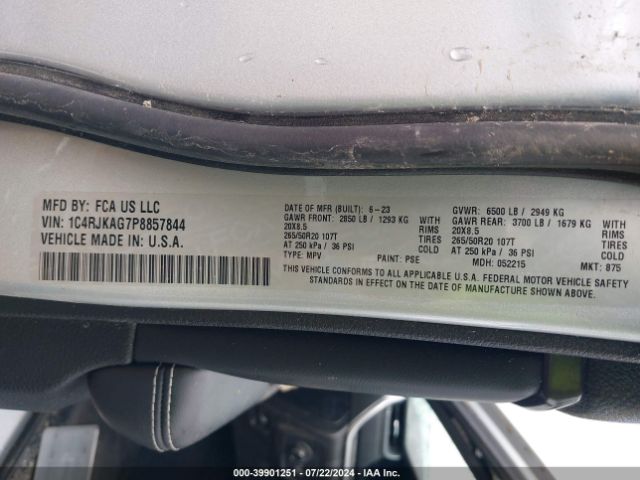 MFD BY: FCA US LLC
VIN: 1C4RJKAG7P8857844
VEHICLE MADE IN: U.S.A.
DATE OF MFR (BUILT): 6-23 GVWR: 6500 LB / 2949 KG
GAWR FRONT: 2850 LB / 1293 KG WITH GAWR REAR: 3700 LB / 1679 KG WITH
20X8.5 RIMS 20X8.5 RIMS
265/50R20 107T TIRES 265/50R20 107T TIRES
AT 250 kPa / 36 PSI COLD AT 250 kPa / 36 PSI COLD
TYPE: MPV PAINT: PSE MDH: 052215 MKT: 875
THIS VEHICLE CONFORMS TO ALL APPLICABLE U.S.A. FEDERAL MOTOR VEHICLE SAFETY
STANDARDS IN EFFECT ON THE DATE OF MANUFACTURE SHOWN ABOVE.
000-39901251 - 07/22/2024 - IAA Inc.